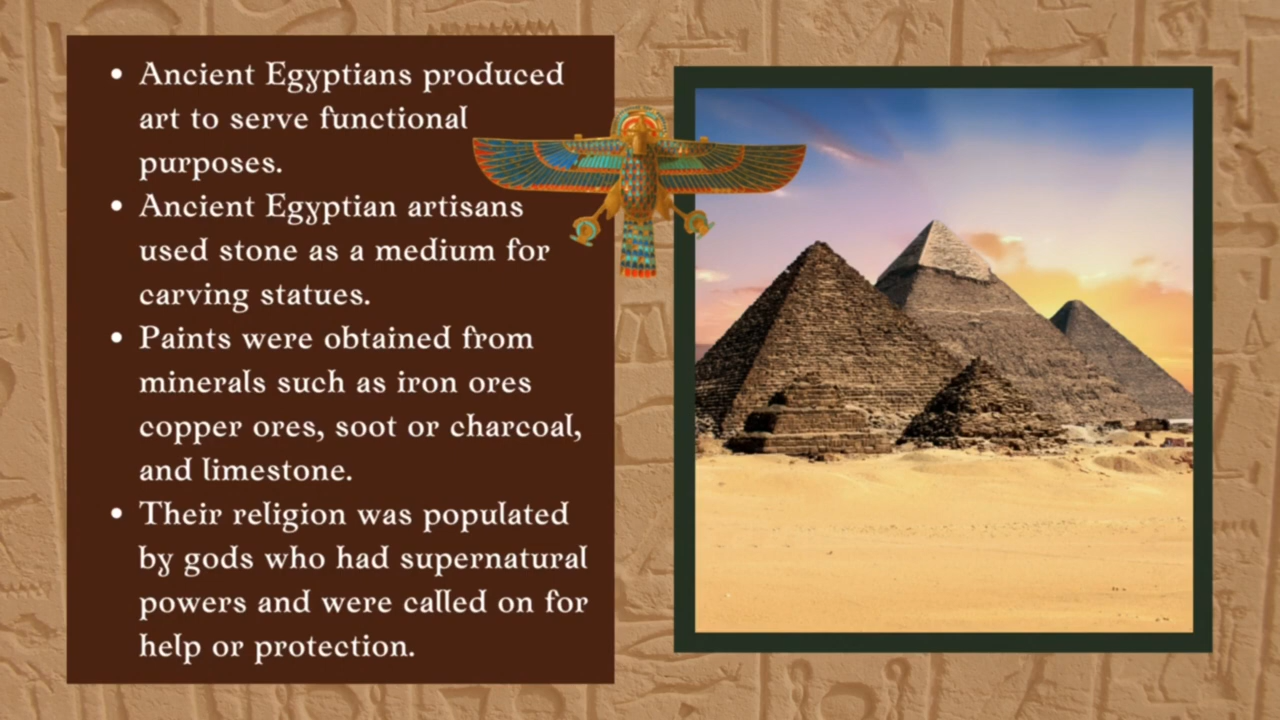 • Ancient Egyptians produced
art to serve functional
purposes.
• Ancient Egyptian artisans
used stone as a medium for
carving statues.
• Paints were obtained from
minerals such as iron ores
copper ores, soot or charcoal,
and limestone.
• Their religion was populated
by gods who had supernatural
powers and were called on for
help or protection.